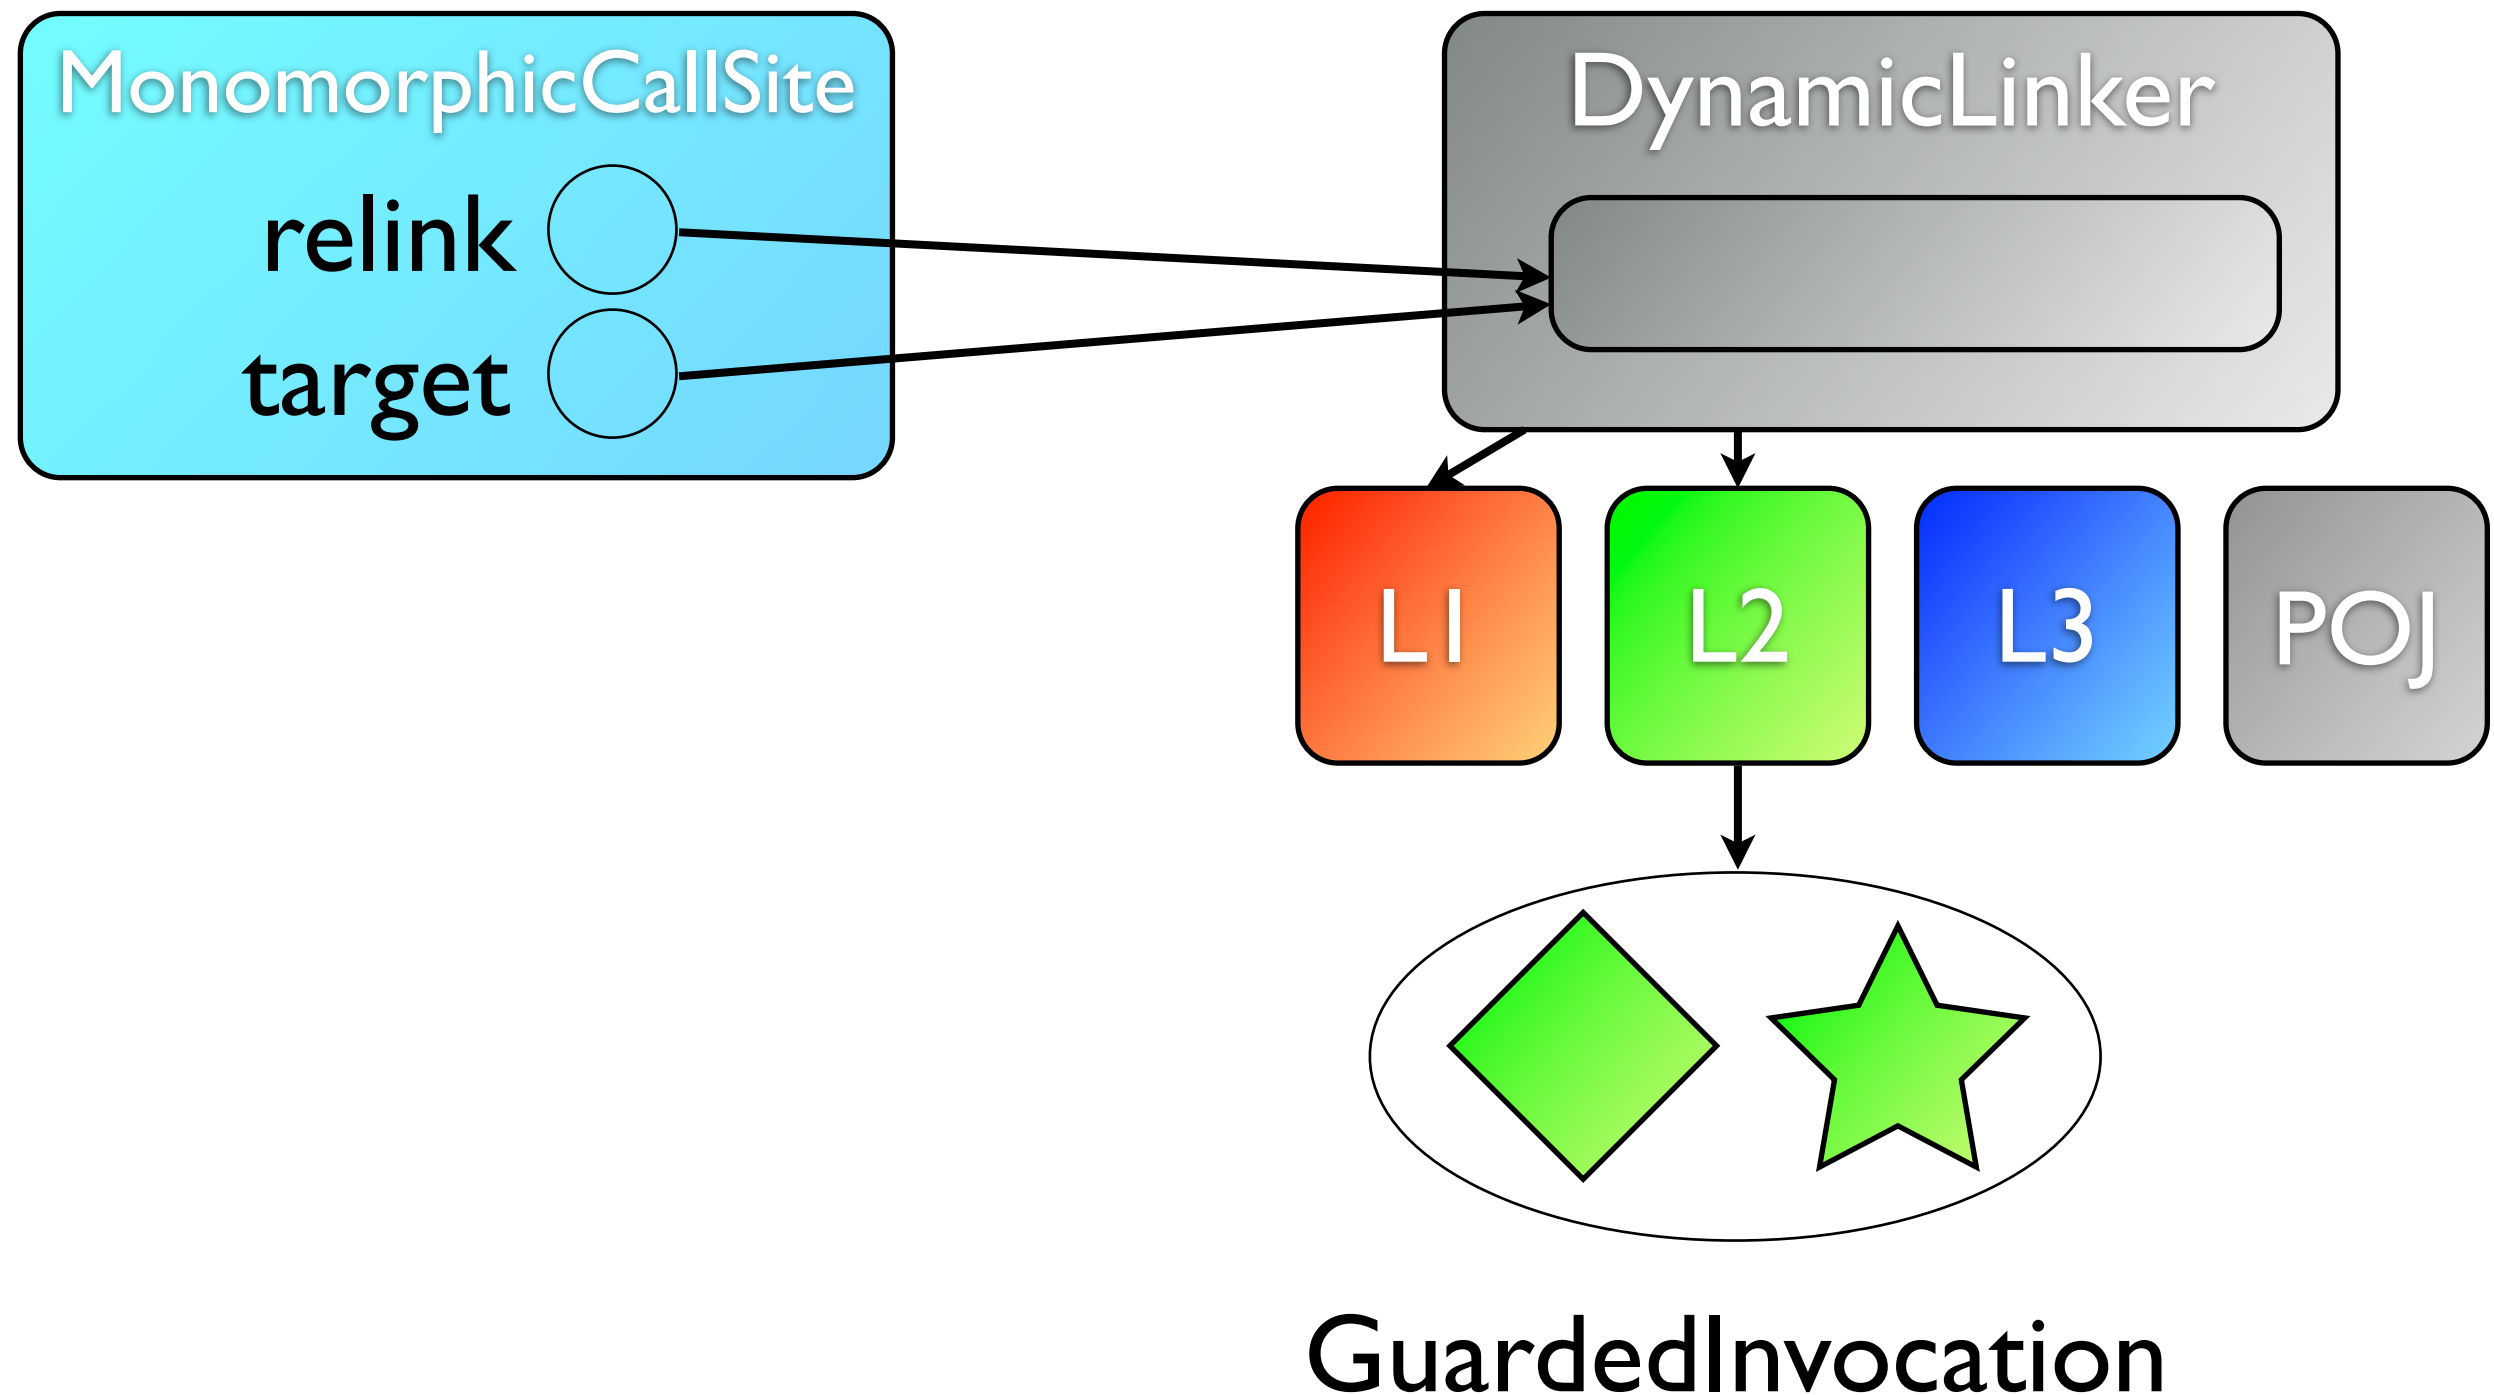 MonomorphicCallSite
relink
target
DynamicLinker
L1
L2
L3
POJ
GuardedInvocation